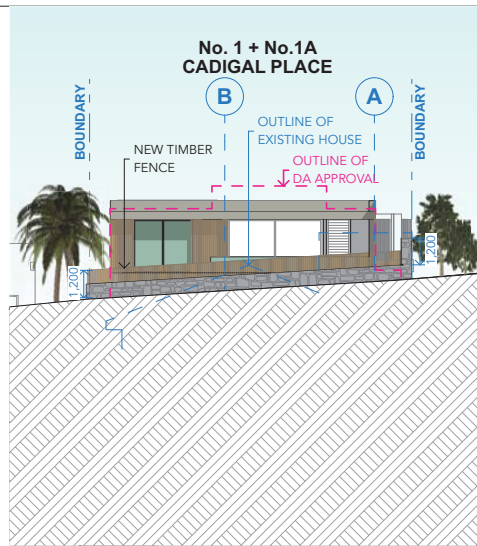 No. 1 + No.1A
CADIGAL PLACE
B
A
BOUNDARY
BOUNDARY
OUTLINE OF
EXISTING HOUSE
NEW TIMBER
FENCE
OUTLINE OF
DA APPROVAL
1,200
1,200